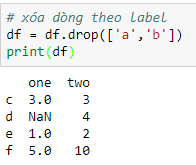 # xóa dòng theo label
df = df.drop(['a','b'])
print(df)
one two
c 3.0 3
d NaN 4
e 1.0 2
f 5.0 10